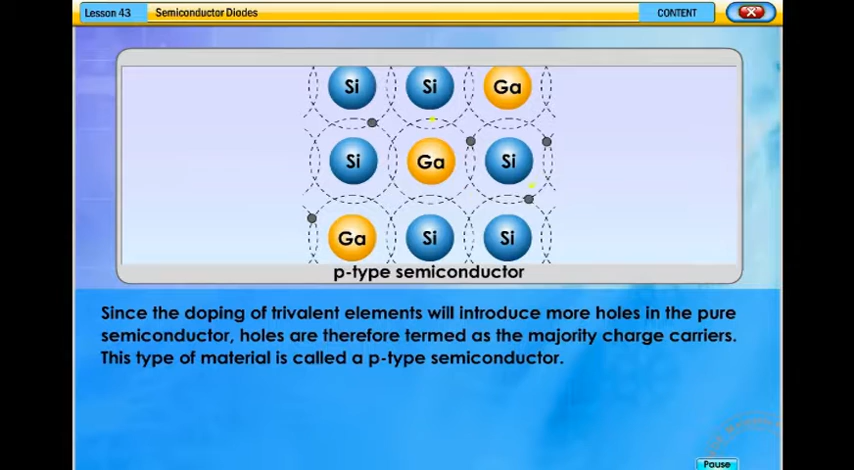 Lesson 43 Semiconductor Diodes CONTENT
Si Si Ga
Si Ga Si
Ga Si Si
p-type semiconductor
Since the doping of trivalent elements will introduce more holes in the pure
semiconductor, holes are therefore termed as the majority charge carriers.
This type of material is called a p-type semiconductor.
Pause